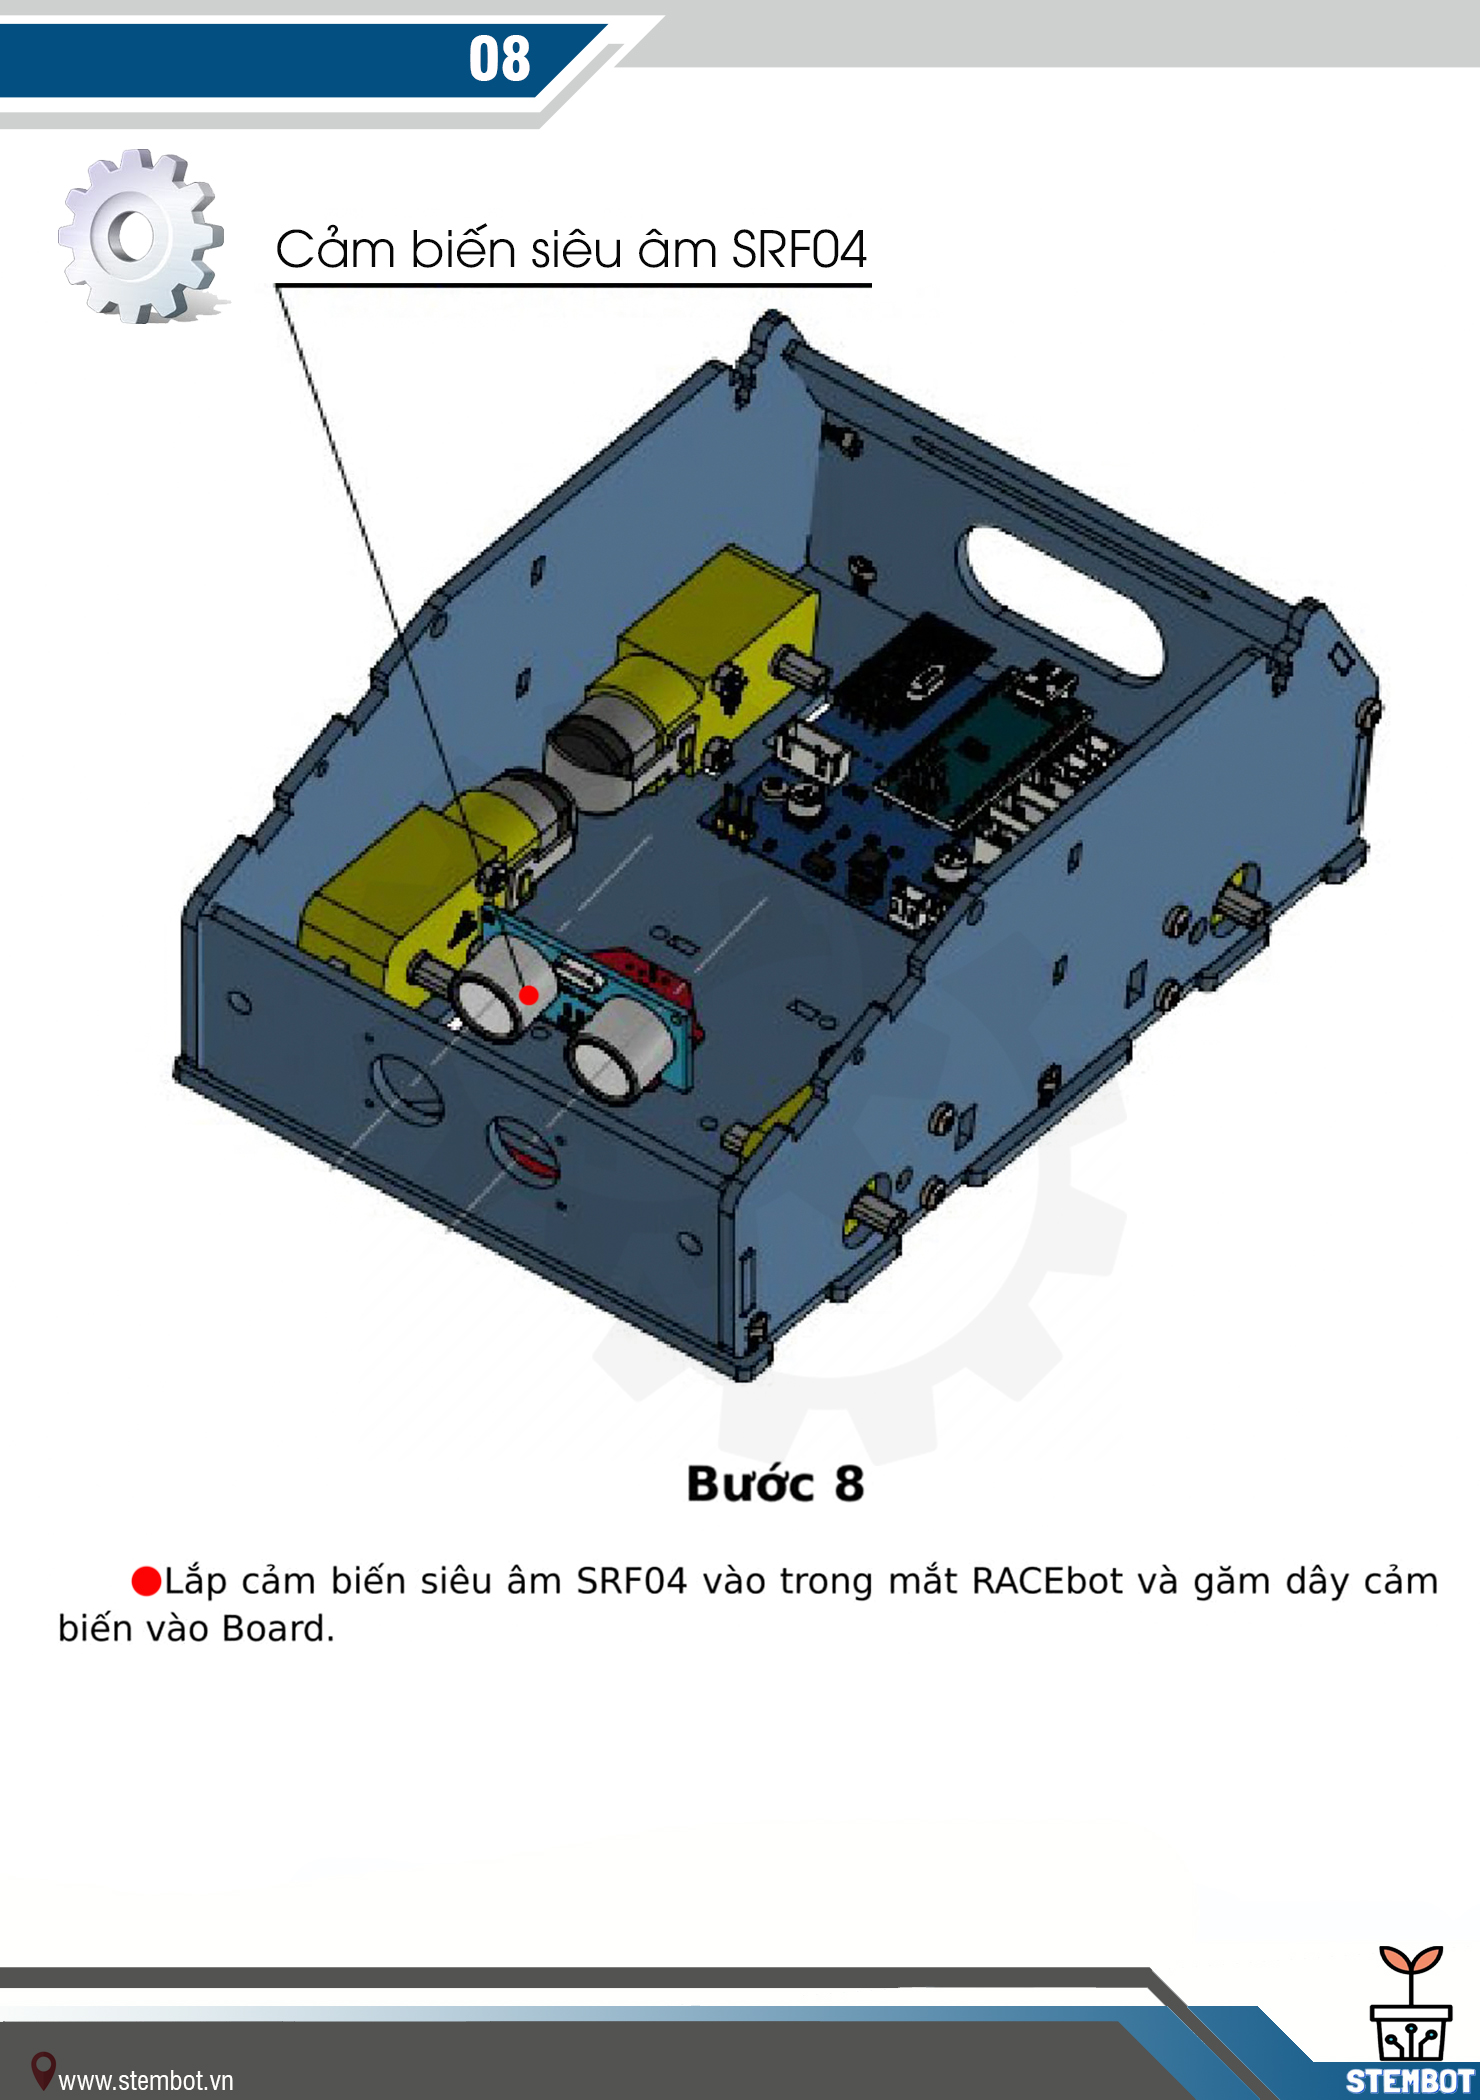 08
Cảm biến siêu âm SRF04
Bước 8
Lắp cảm biến siêu âm SRF04 vào trong mắt RACEbot và găm dây cảm
biến vào Board.
www.stembot.vn
STEMBOT